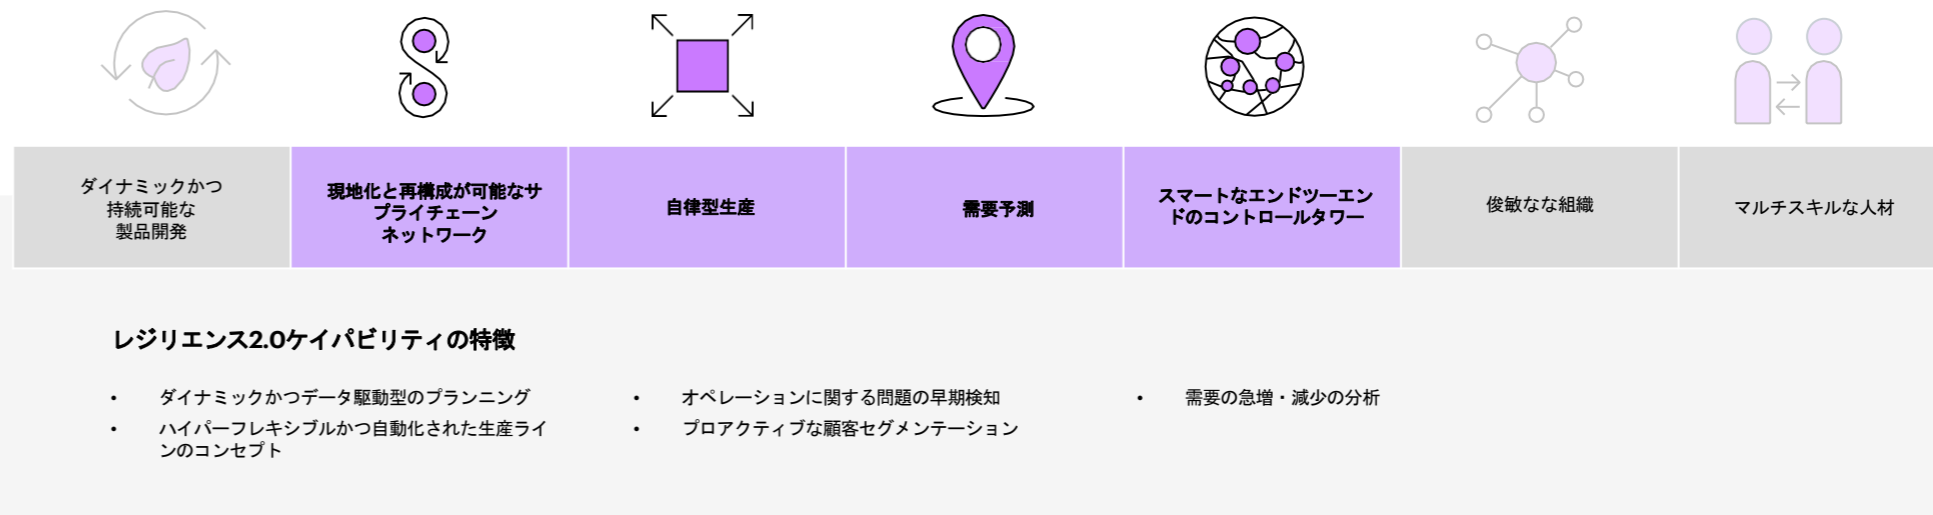 ダイナミックかつ
持続可能な
製品開発
現地化と再構成が可能なサ
プライチェーン
ネットワーク
自律型生産
需要予測
スマートなエンドツーエン
ドのコントロールタワー
俊敏なな組織
マルチスキルな人材
レジリエンス2.0ケイパビリティの特徴
• ダイナミックかつデータ駆動型のプランニング
• ハイパーフレキシブルかつ自動化された生産ライ
ンのコンセプト
• オペレーションに関する問題の早期検知
• プロアクティブな顧客セグメンテーション
• 需要の急増・減少の分析